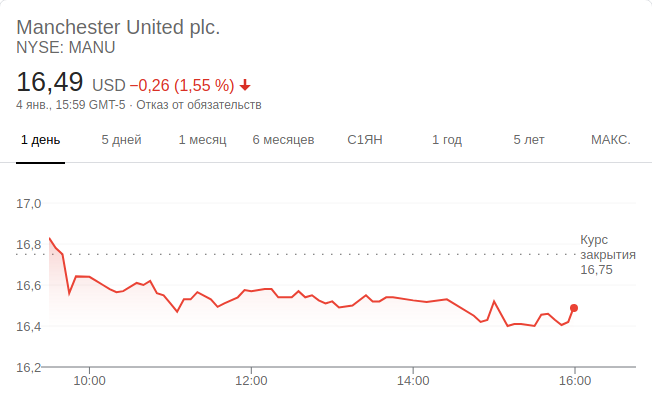 Manchester United plc.
NYSE: MANU
16,49 USD −0,26 (1,55 %)
4 янв., 15:59 GMT-5 · Отказ от обязательств
1 день 5 дней 1 месяц 6 месяцев С1ЯН 1 год 5 лет МАКС.
17,0
16,8
16,6
16,4
16,2
Курс
закрытия
16,75
10:00 12:00 14:00 16:00